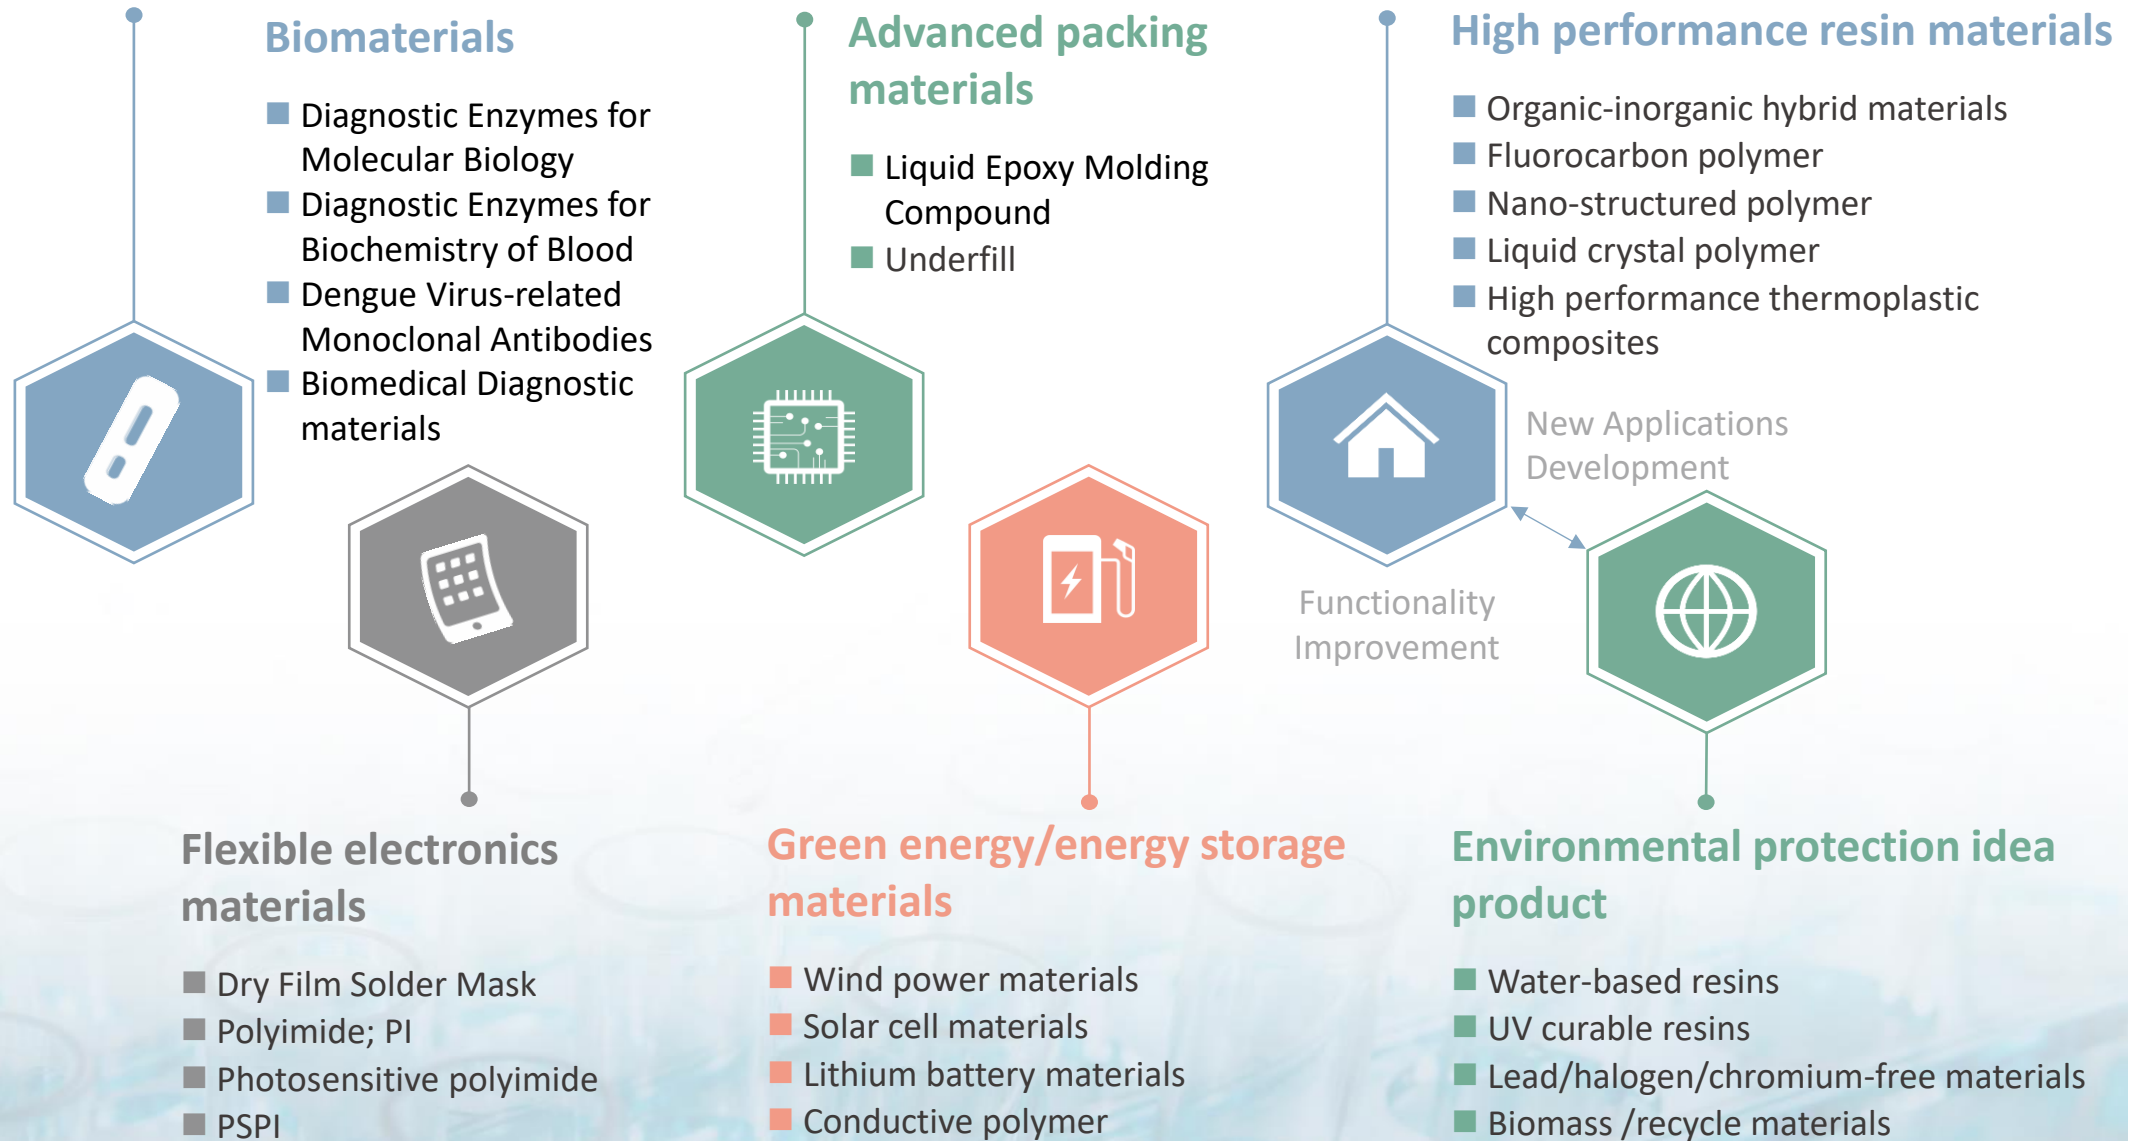 Biomaterials
Diagnostic Enzymes for
Molecular Biology
Diagnostic Enzymes for
Biochemistry of Blood
Dengue Virus-related
Monoclonal Antibodies
Biomedical Diagnostic
materials
Advanced packing
materials
Liquid Epoxy Molding
Compound
Underfill
High performance resin materials
Organic-inorganic hybrid materials
Fluorocarbon polymer
Nano-structured polymer
Liquid crystal polymer
High performance thermoplastic
composites
New Applications
Development
Functionality
Improvement
Flexible electronics
materials
Dry Film Solder Mask
Polyimide; PI
Photosensitive polyimide
PSPI
Green energy/energy storage
materials
Wind power materials
Solar cell materials
Lithium battery materials
Conductive polymer
Environmental protection idea
product
Water-based resins
UV curable resins
Lead/halogen/chromium-free materials
Biomass /recycle materials